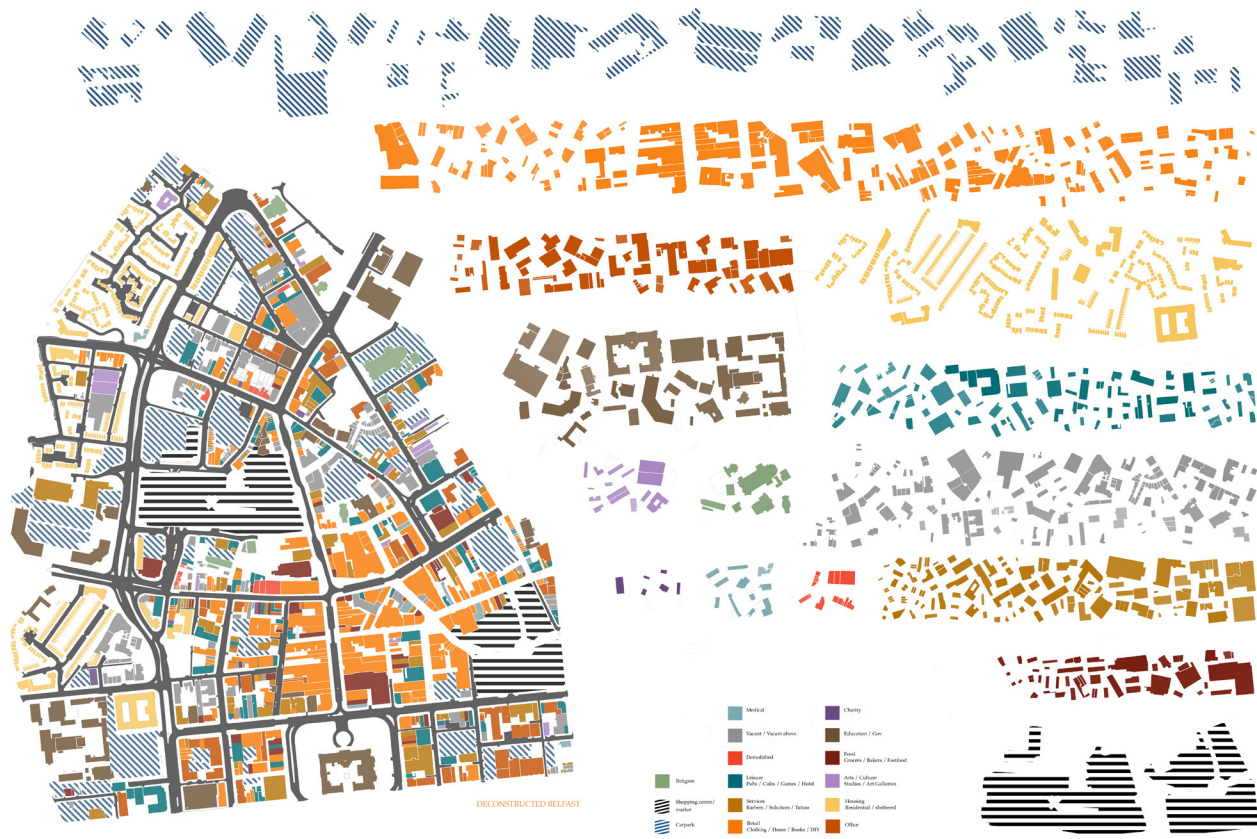 Medical
Charity
Vacant / Vacant above
Education / Gov
Demolished
Food
Grocers / Bakers / Fastfood
Religion
Leisure
Pubs / Cafes / Games / Hotel
Arts / Culture
Studios / Art Galleries
Shopping centre/
market
Services
Barbers / Solicitors / Tattoo
Housing
Residential / sheltered
Carpark
Retail
Clothing / Home / Books / DIY
Office
DECONSTRUCTED BELFAST